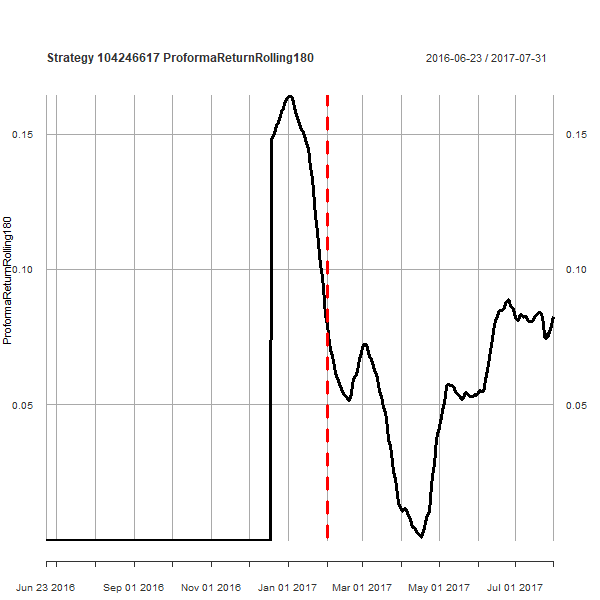 Strategy 104246617 ProformaReturnRolling180
2016-06-23 / 2017-07-31
ProformaReturnRolling180
0.15
0.15
0.10
0.10
0.05
0.05
Jun 23 2016
Sep 01 2016
Nov 01 2016
Jan 01 2017
Mar 01 2017
May 01 2017
Jul 01 2017